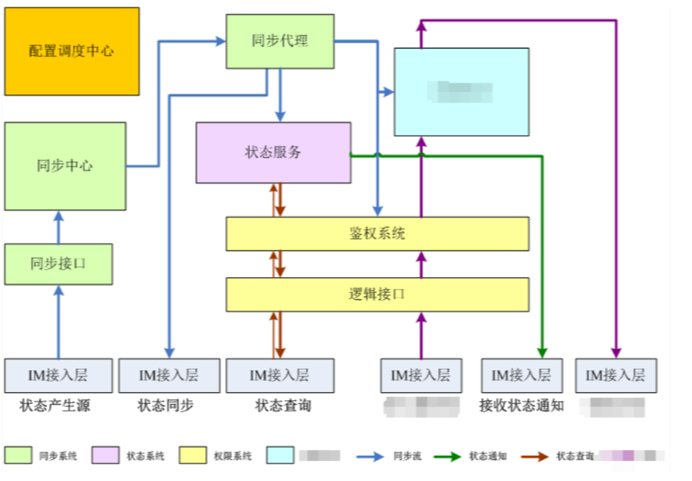 配置调度中心
同步代理
同步中心
状态服务
鉴权系统
同步接口
逻辑接口
IM接入层
IM接入层
IM接入层
IM接入层
IM接入层
IM接入层
状态产生源
状态同步
状态查询
接收状态通知
同步系统
状态系统
权限系统
同步流
状态通知
状态查询